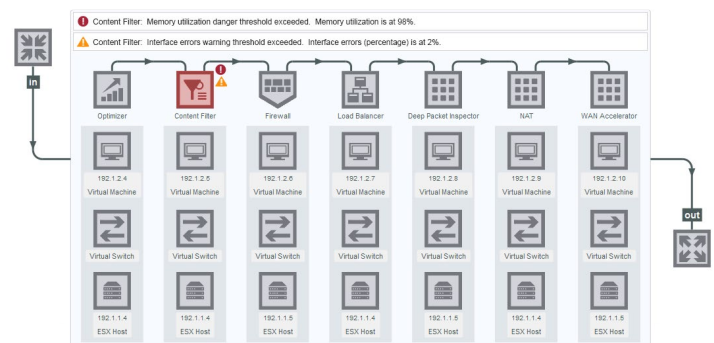 Content Filter: Memory utilization danger threshold exceeded. Memory utilization is at 98%.
Content Filter: Interface errors warning threshold exceeded. Interface errors (percentage) is at 2%.
in
Optimizer Content Filter Firewall Load Balancer Deep Packet Inspector NAT WAN Accelerator
192.1.2.4 192.1.2.5 192.1.2.6 192.1.2.7 192.1.2.8 192.1.2.9 192.1.2.10
Virtual Machine Virtual Machine Virtual Machine Virtual Machine Virtual Machine Virtual Machine Virtual Machine
out
Virtual Switch Virtual Switch Virtual Switch Virtual Switch Virtual Switch Virtual Switch Virtual Switch
192.1.1.4 192.1.1.4 192.1.1.5 192.1.1.4 192.1.1.5 192.1.1.4 192.1.1.5
ESX Host ESX Host ESX Host ESX Host ESX Host ESX Host ESX Host